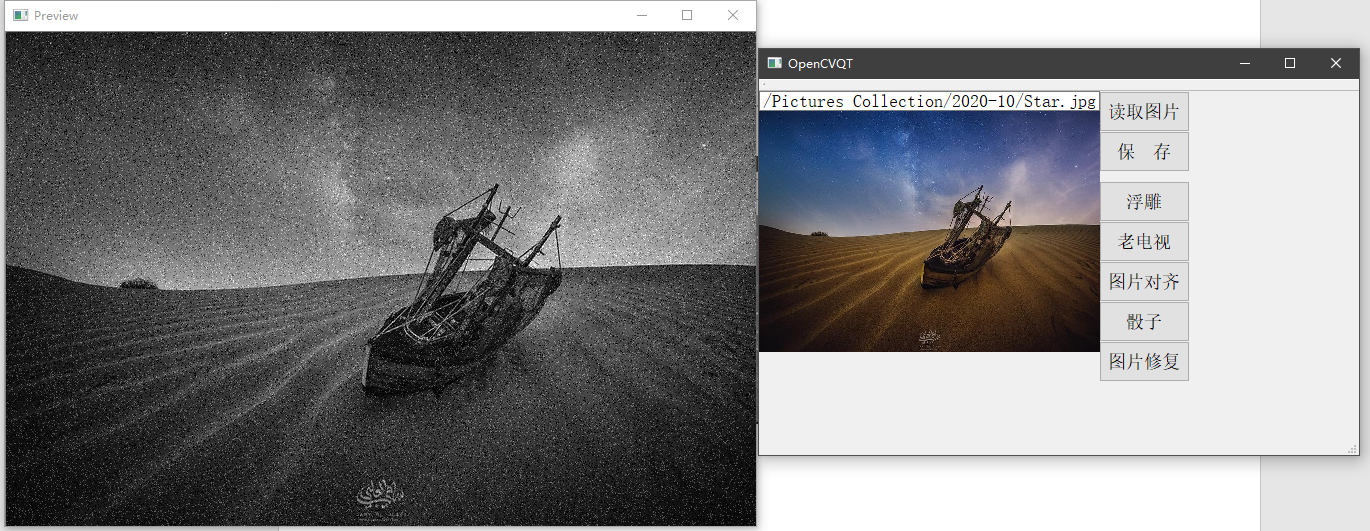 Preview
OpenCVQT
/Pictures Collection/2020-10/Star.jpg
读取图片
保 存
浮雕
老电视
图片对齐
骰子
图片修复